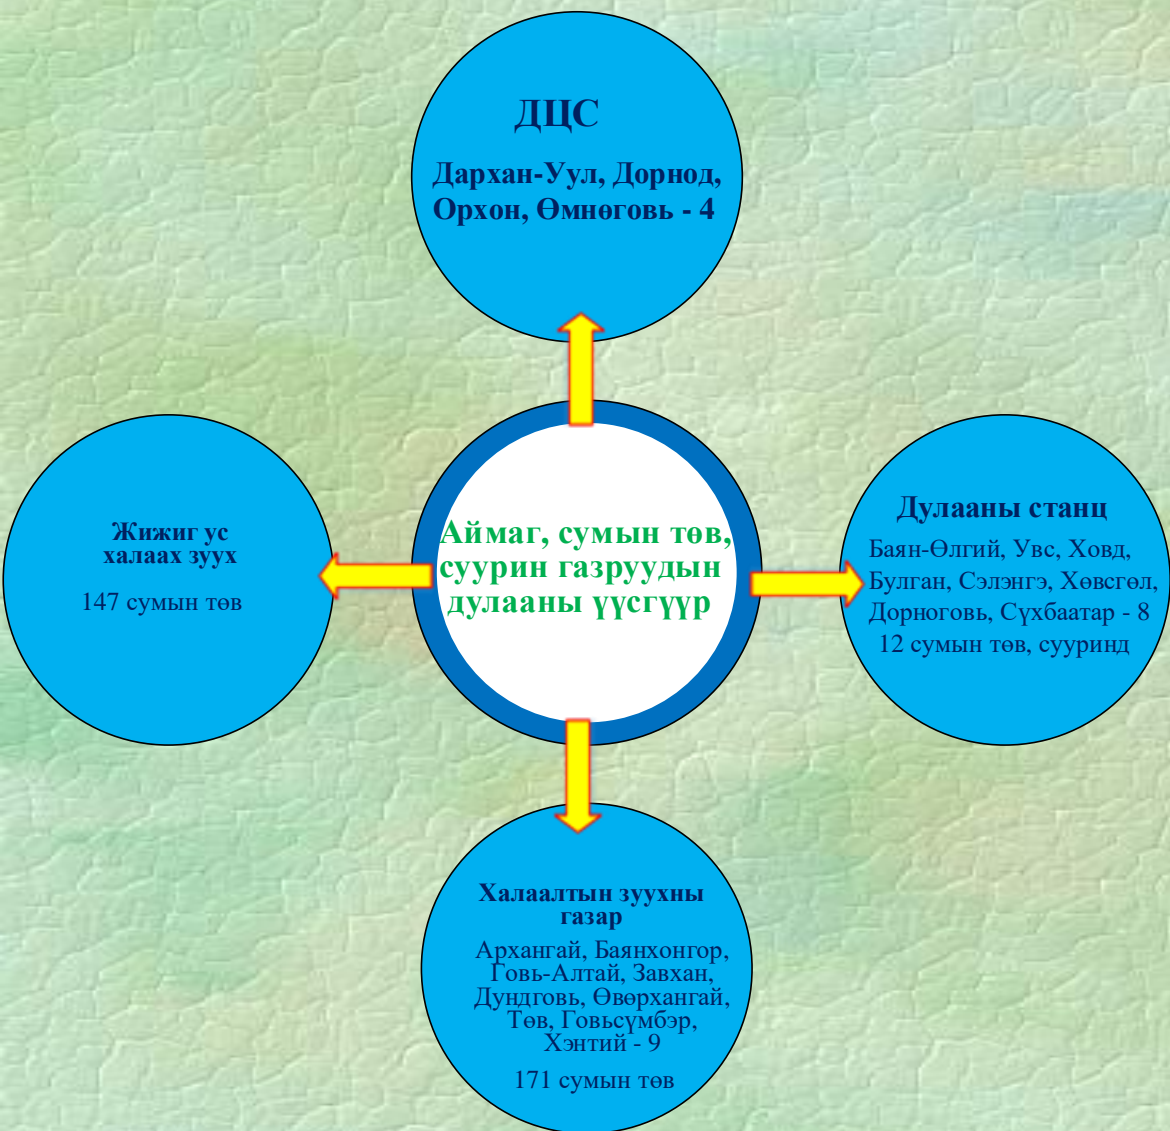 ДЦС
Дархан-Уул, Дорнод,
Орхон, Өмнөговь - 4
Жижиг ус
халаах зуух
147 сумын төв
Аймаг, сумын төв,
суурин газруудын
дулааны үүсгүүр
Дулааны станц
Баян-Өлгий, Увс, Ховд,
Булган, Сэлэнгэ, Хөвсгөл,
Дорноговь, Сүхбаатар - 8
12 сумын төв, сууринд
Халаалтын зуухны
газар
Архангай, Баянхонгор,
Говь-Алтай, Завхан,
Дундговь, Өвөрхангай,
Төв, Говьсүмбэр,
Хэнтий - 9
171 сумын төв